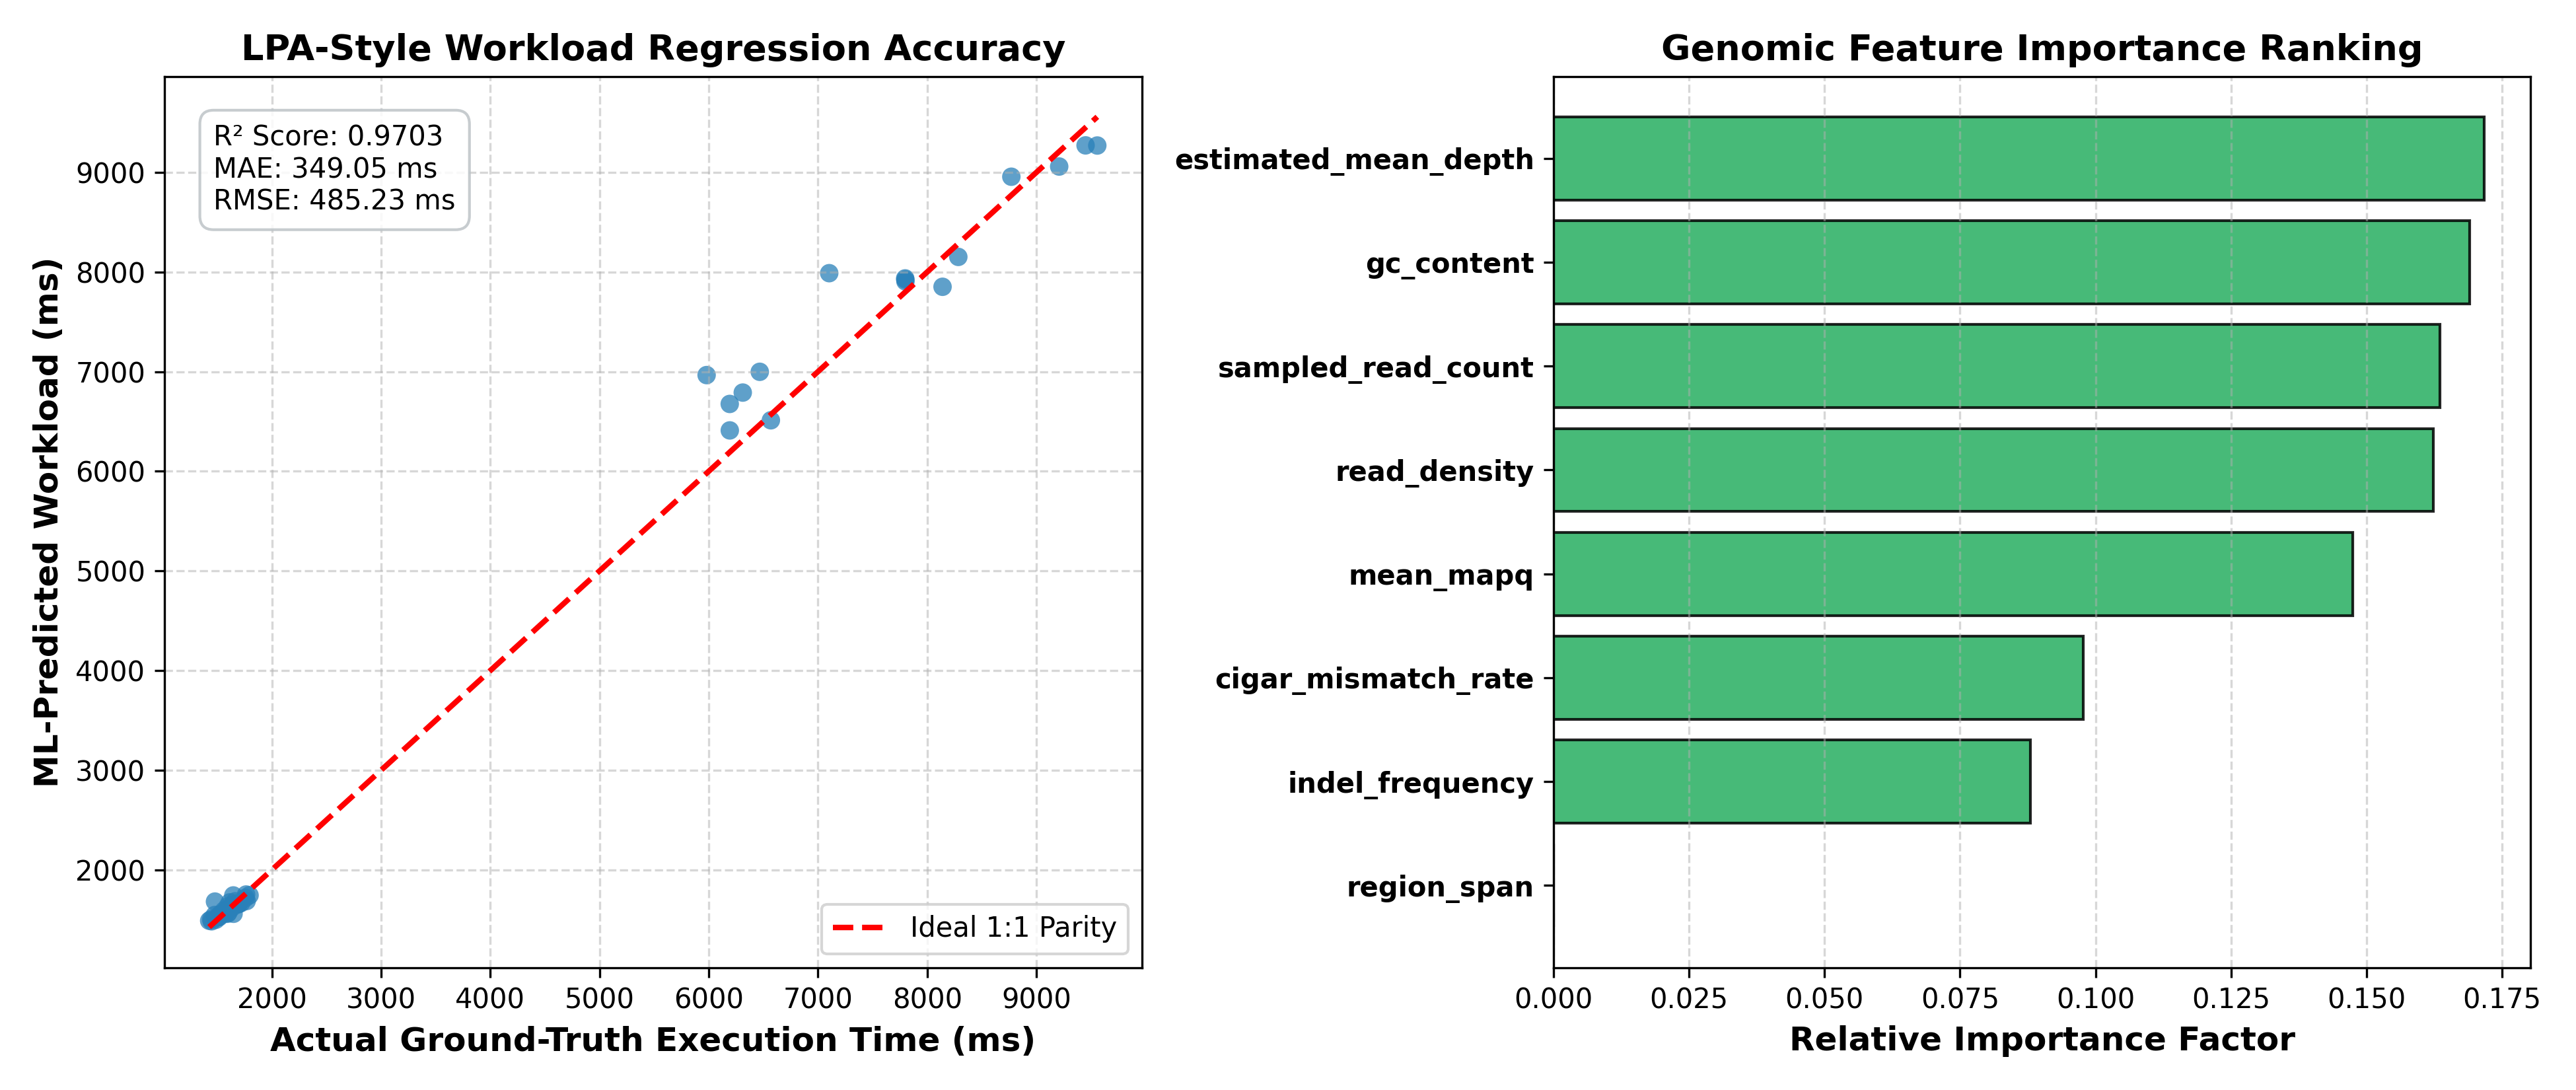 LPA-Style Workload Regression Accuracy
R² Score: 0.9703
MAE: 349.05 ms
RMSE: 485.23 ms
ML-Predicted Workload (ms)
9000
8000
7000
6000
5000
4000
3000
2000
Ideal 1:1 Parity
2000 3000 4000 5000 6000 7000 8000 9000
Actual Ground-Truth Execution Time (ms)
Genomic Feature Importance Ranking
estimated_mean_depth
gc_content
sampled_read_count
read_density
mean_mapq
cigar_mismatch_rate
indel_frequency
region_span
0.000 0.025 0.050 0.075 0.100 0.125 0.150 0.175
Relative Importance Factor